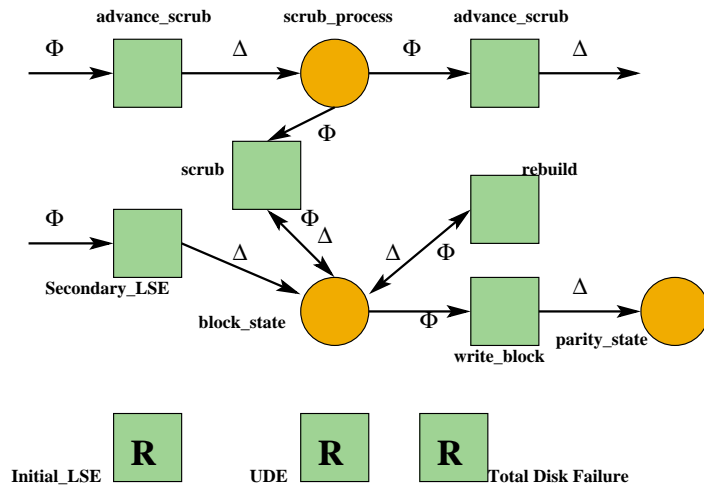 advance_scrub scrub_process advance_scrub
Φ Δ Φ Δ
Φ
scrub rebuild
Φ Φ
Δ Δ Δ Φ Δ
Secondary_LSE
block_state Φ parity_state
write_block
R R R
Initial_LSE UDE Total Disk Failure